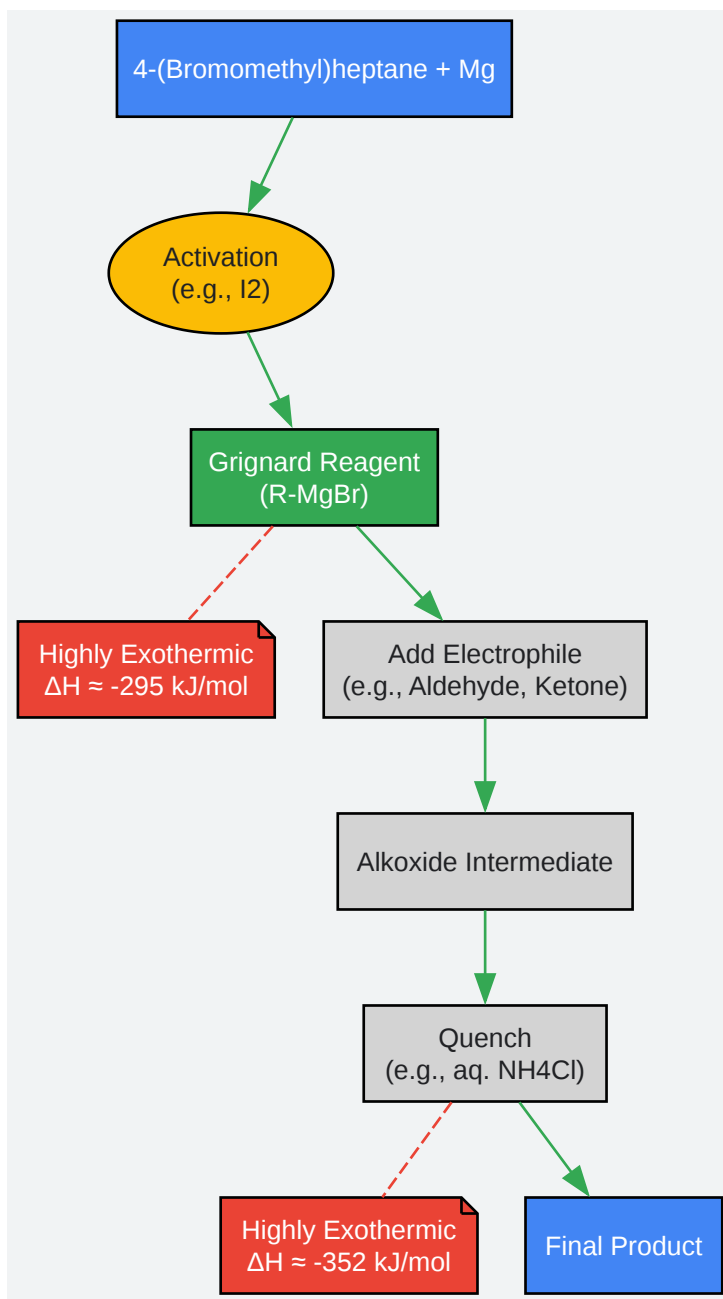 4-(Bromomethyl)heptane + Mg
Activation
(e.g., I2)
Grignard Reagent
(R-MgBr)
Highly Exothermic
ΔH ≈ -295 kJ/mol
Add Electrophile
(e.g., Aldehyde, Ketone)
Alkoxide Intermediate
Quench
(e.g., aq. NH4Cl)
Highly Exothermic
ΔH ≈ -352 kJ/mol
Final Product